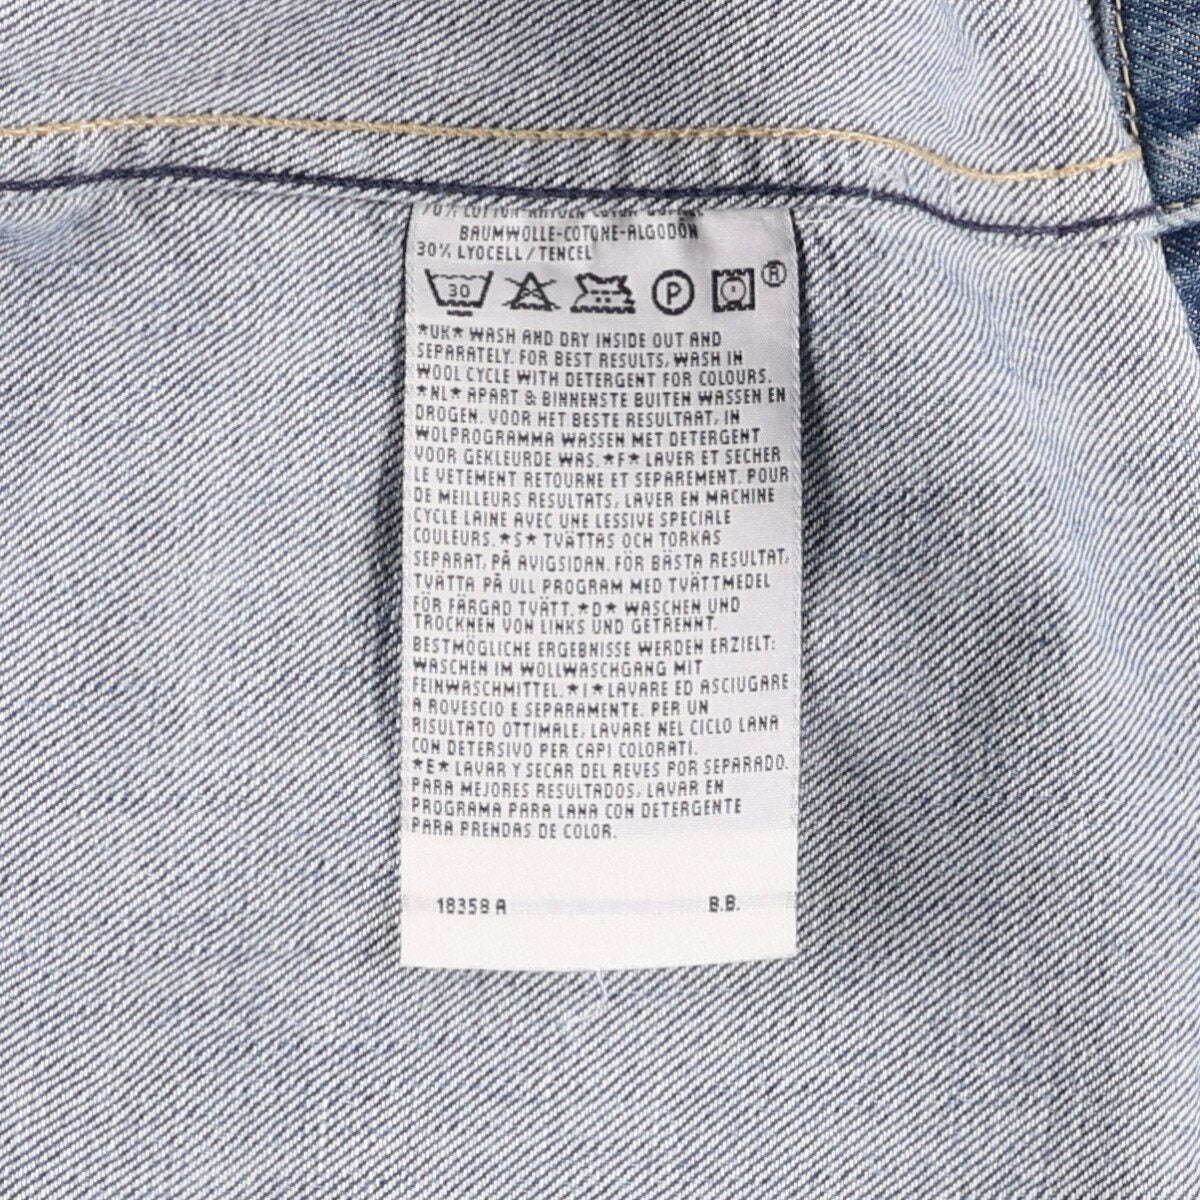 COTTON
BAUMWOLLE-COTONE-ALGODÓN
30% LYOCELL/TENCEL
30 P ®
*UK* WASH AND DRY INSIDE OUT AND
SEPARATELY. FOR BEST RESULTS, WASH IN
WOOL CYCLE WITH DETERGENT FOR COLOURS.
*NL* APART & BINNENSTE BUITEN WASSEN EN
DROGEN. VOOR HET BESTE RESULTAAT, IN
WOLPROGRAMMA WASSEN MET DETERGENT
VOOR GEKLEURDE WAS.*F* LAVER ET SECHER
LE VETEMENT RETOURNE ET SEPAREMENT. POUR
DE MEILLEURS RESULTATS, LAVER EN MACHINE
CYCLE LAINE AVEC UNE LESSIVE SPECIALE
COULEURS.*S* TVÄTTAS OCH TORKAS
SEPARAT, PÅ AVIGSIDAN. FÖR BÄSTA RESULTAT,
TVÄTTA PÅ ULL PROGRAM MED TVÄTTMEDEL
FÖR FÄRGAD TVÄTT.*D* WASCHEN UND
TROCKNEN VON LINKS UND GETRENNT.
BESTMÖGLICHE ERGEBNISSE WERDEN ERZIELT:
WASCHEN IM WOLLWASCHGANG MIT
FEINWASCHMITTEL.*I* LAVARE ED ASCIUGARE
A ROVESCIO E SEPARAMENTE. PER UN
RISULTATO OTTIMALE, LAVARE NEL CICLO LANA
CON DETERSIVO PER CAPI COLORATI.
*E* LAVAR Y SECAR DEL REVES POR SEPARADO.
PARA MEJORES RESULTADOS, LAVAR EN
PROGRAMA PARA LANA CON DETERGENTE
PARA PRENDAS DE COLOR.
18358 A B.B.